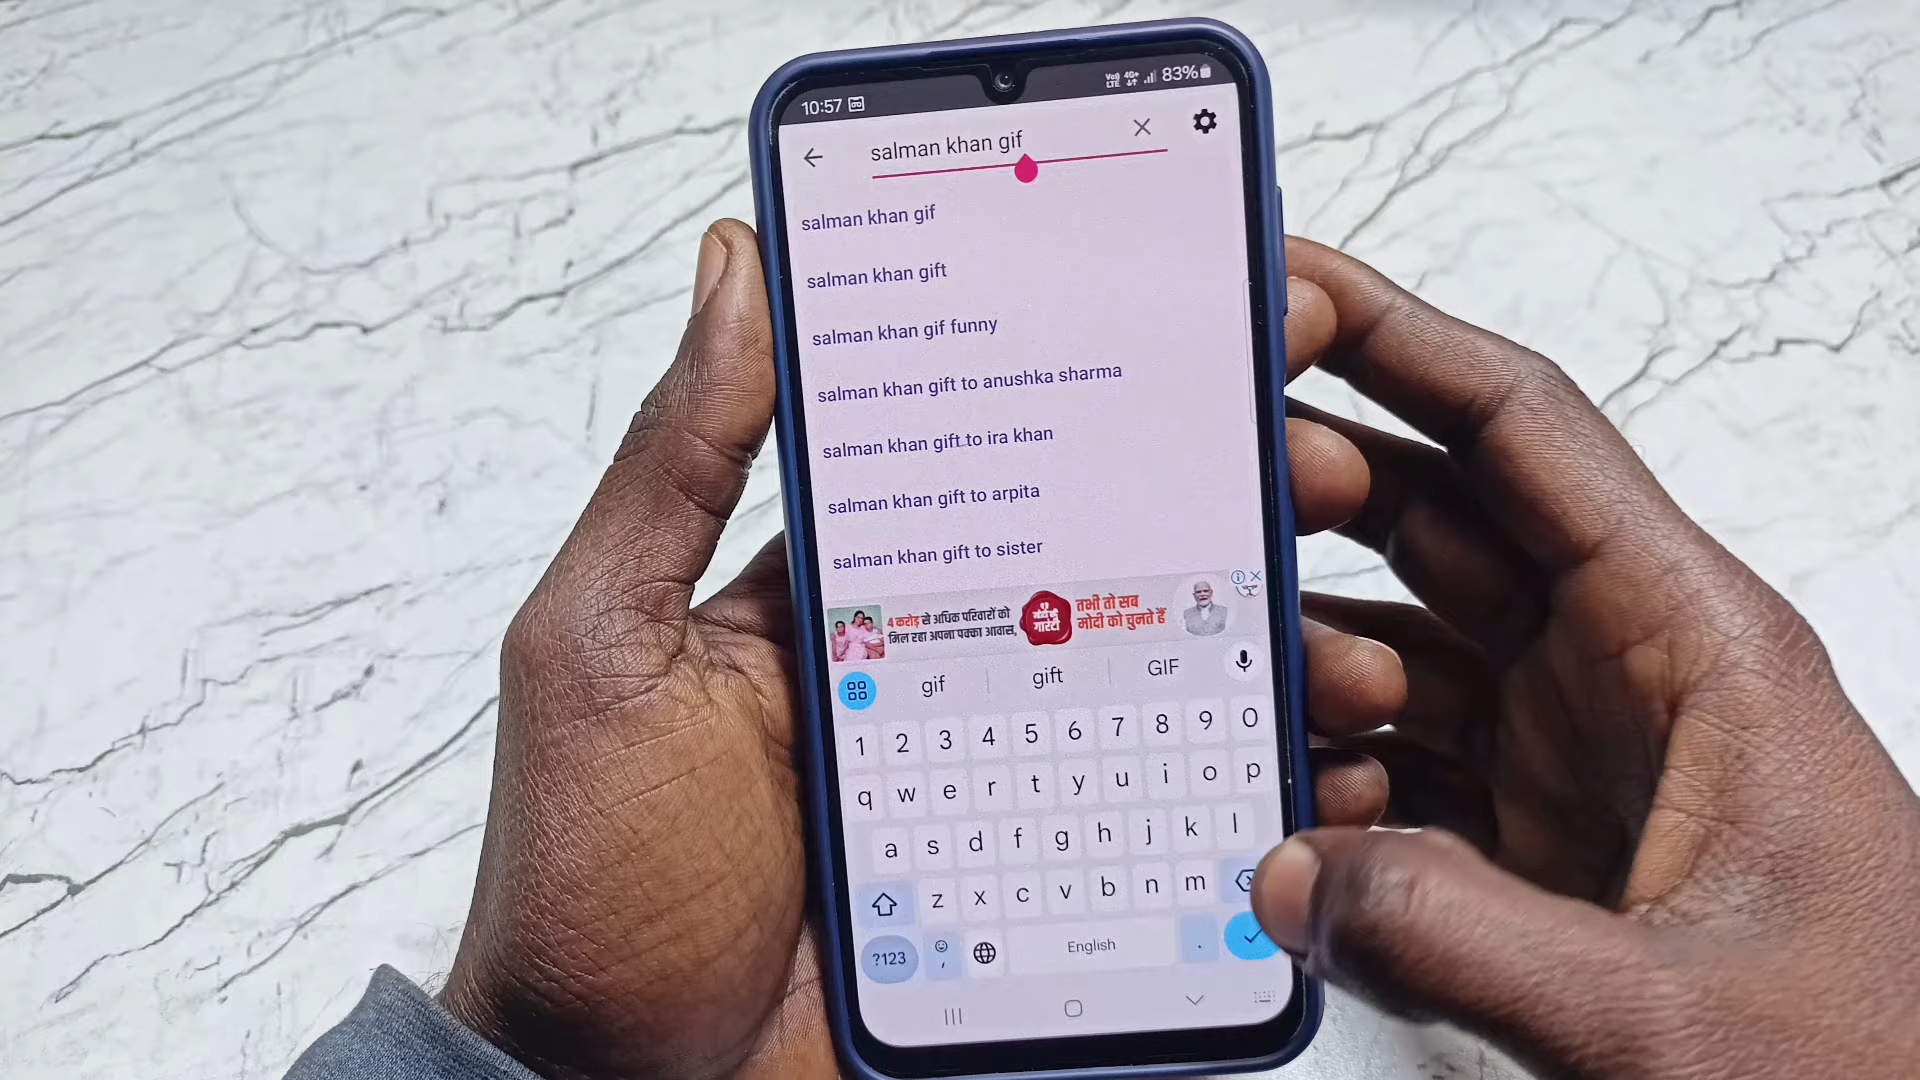 10:57
Vo)) LTE 4G+ 83%
salman khan gif
salman khan gif
salman khan gift
salman khan gif funny
salman khan gift to anushka sharma
salman khan gift to ira khan
salman khan gift to arpita
salman khan gift to sister
4 करोड़ से अधिक परिवारों को
मिल रहा अपना पक्का आवास,
गारंटी
तभी तो सब
मोदी को चुनते हैं
gif gift GIF
1 2 3 4 5 6 7 8 9 0
q w e r t y u i o p
a s d f g h j k l
z x c v b n m
?123 , English .